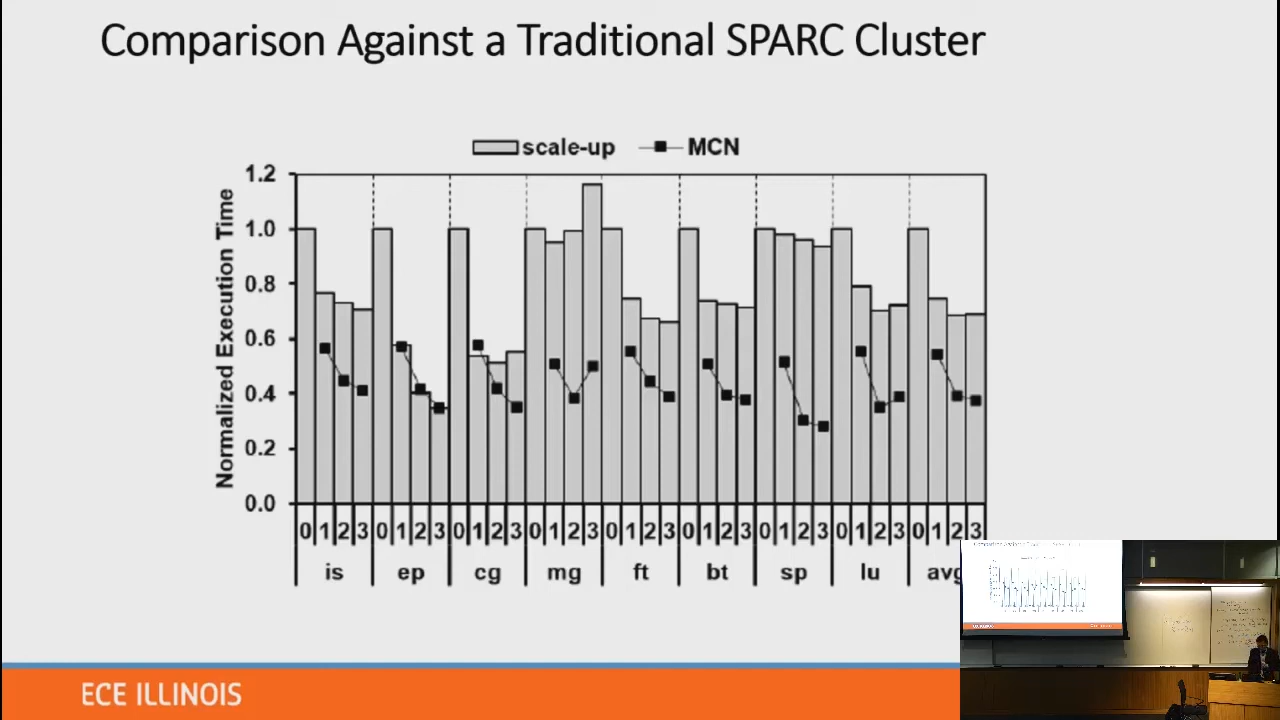 Comparison Against a Traditional SPARC Cluster
scale-up MCN
Normalized Execution Time
1.2
1.0
0.8
0.6
0.4
0.2
0.0
0 1 2 3 0 1 2 3 0 1 2 3 0 1 2 3 0 1 2 3 0 1 2 3 0 1 2 3 0 1 2 3 0 1 2 3
is ep cg mg ft bt sp lu avg
ECE ILLINOIS